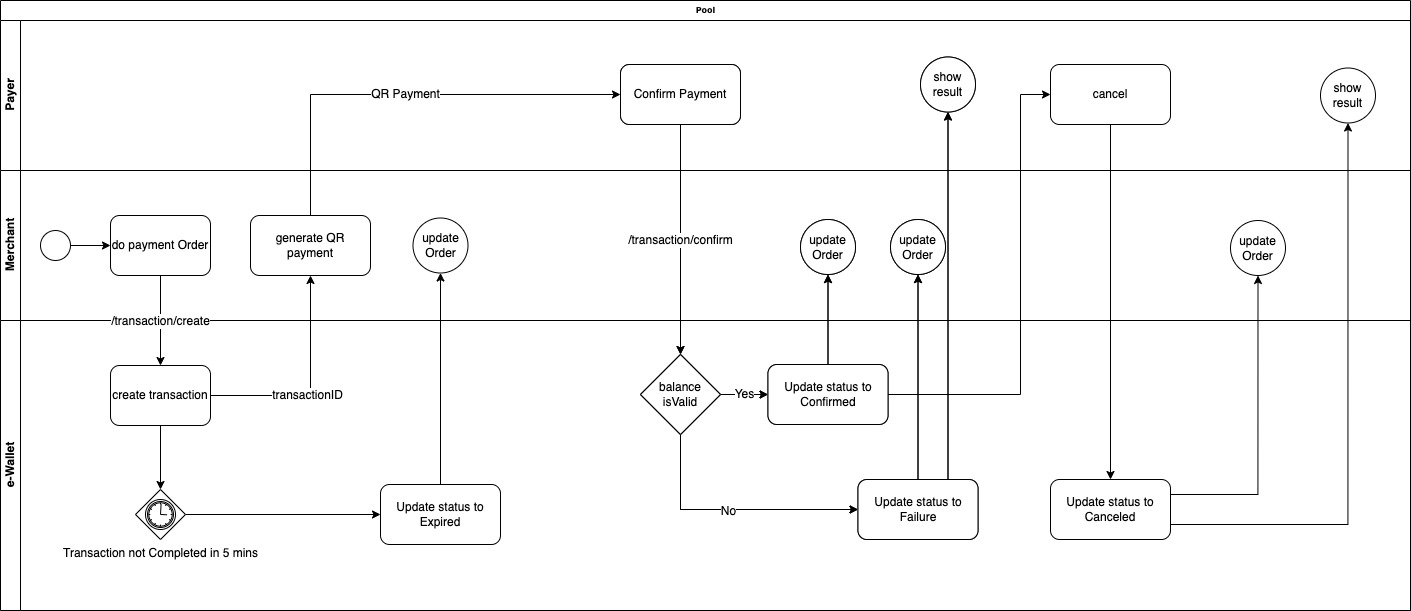 Pool
Payer
QR Payment
Confirm Payment
show
result
cancel
show
result
Merchant
do payment Order
generate QR
payment
update
Order
/transaction/confirm
update
Order
update
Order
update
Order
/transaction/create
e-Wallet
create transaction
transactionID
balance
isValid
Yes
Update status to
Confirmed
No
Update status to
Expired
Update status to
Failure
Update status to
Canceled
Transaction not Completed in 5 mins